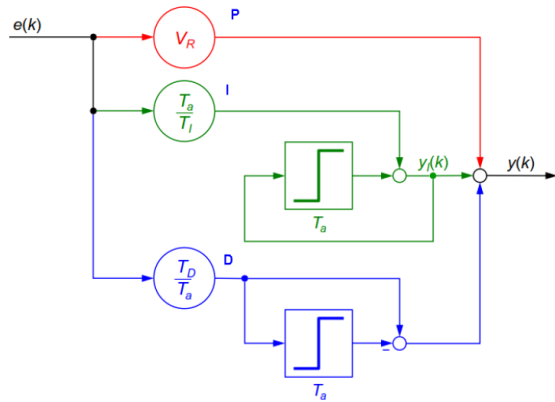 e(k)
P
V_R
I
T_a
T_I
y_I(k)
y(k)
T_a
D
T_D
T_a
–
T_a